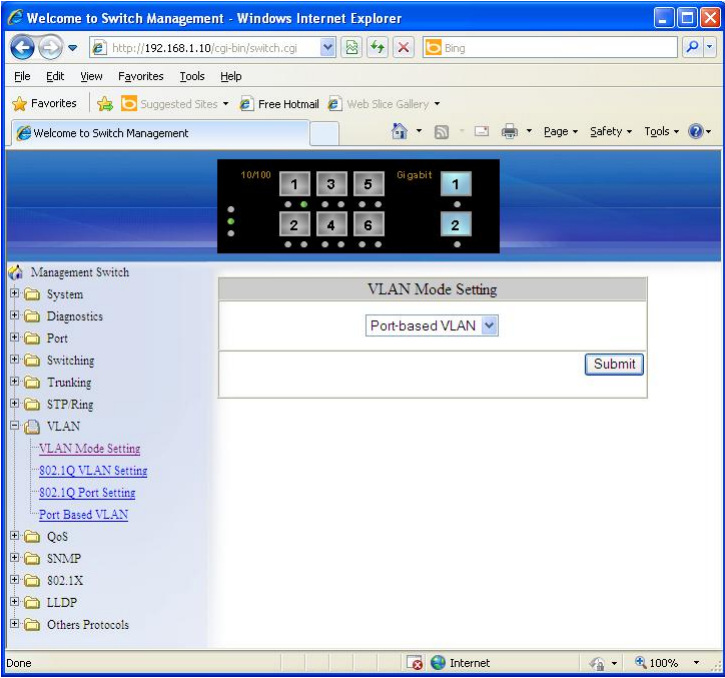 Welcome to Switch Management - Windows Internet Explorer
http://192.168.1.10/cgi-bin/switch.cgi
Bing
File Edit View Favorites Tools Help
Favorites Suggested Sites Free Hotmail Web Slice Gallery
Welcome to Switch Management
Page Safety Tools
10/100 1 3 5 Gigabit 1
2 4 6 2
Management Switch
System
Diagnostics
Port
Switching
Trunking
STP/Ring
VLAN
VLAN Mode Setting
802.1Q VLAN Setting
802.1Q Port Setting
Port Based VLAN
QoS
SNMP
802.1X
LLDP
Others Protocols
VLAN Mode Setting
Port-based VLAN
Submit
Done Internet 100%